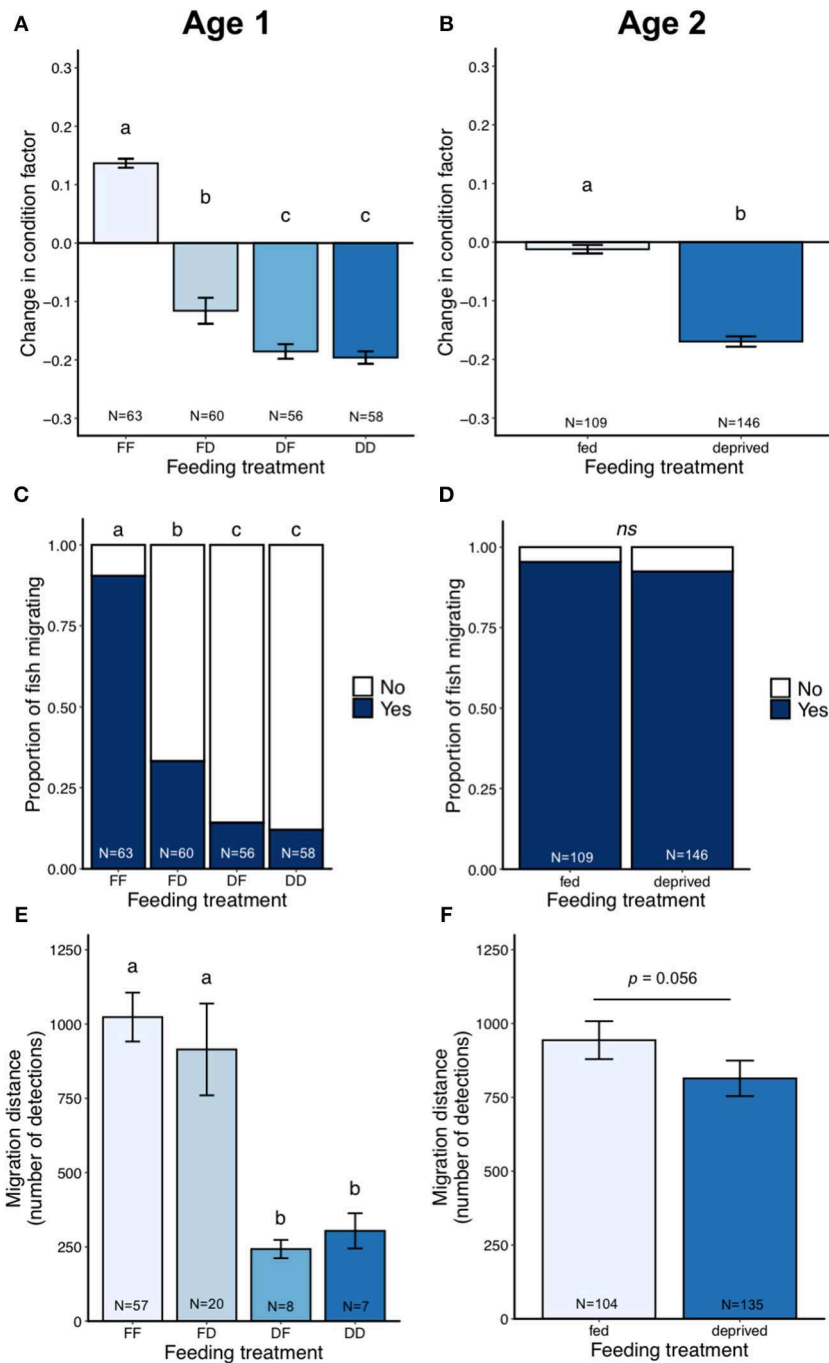 A Age 1
0.3
0.2
0.1
0.0
−0.1
−0.2
−0.3
Change in condition factor
a
b
c
c
N=63 N=60 N=56 N=58
FF FD DF DD
Feeding treatment
B Age 2
0.3
0.2
0.1
0.0
−0.1
−0.2
−0.3
Change in condition factor
a
b
N=109 N=146
fed deprived
Feeding treatment
C
a b c c
1.00
0.75
0.50
0.25
0.00
Proportion of fish migrating
No
Yes
N=63 N=60 N=56 N=58
FF FD DF DD
Feeding treatment
D
ns
1.00
0.75
0.50
0.25
0.00
Proportion of fish migrating
No
Yes
N=109 N=146
fed deprived
Feeding treatment
E
1250
1000
750
500
250
0
Migration distance
(number of detections)
a a
b b
N=57 N=20 N=8 N=7
FF FD DF DD
Feeding treatment
F
1250
1000
750
500
250
0
Migration distance
(number of detections)
p = 0.056
N=104 N=135
fed deprived
Feeding treatment